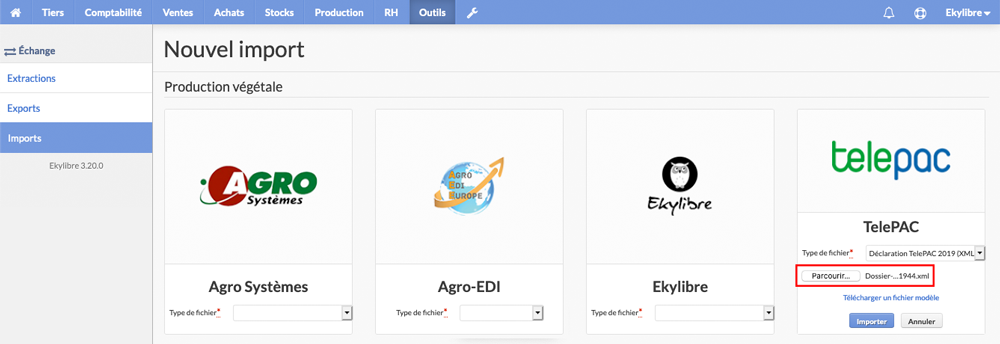 Tiers Comptabilité Ventes Achats Stocks Production RH Outils Ekylibre
Échange
Extractions
Exports
Imports
Ekylibre 3.20.0
Nouvel import
Production végétale
AGRO
Systèmes
Agro Systèmes
Type de fichier*
AGRO
EDI
EUROPE
Agro-EDI
Type de fichier*
Ekylibre
Ekylibre
Type de fichier*
telepac
TelePAC
Type de fichier* Déclaration TelePAC 2019 (XML
Parcourir... Dossier-...1944.xml
Télécharger un fichier modèle
Importer Annuler